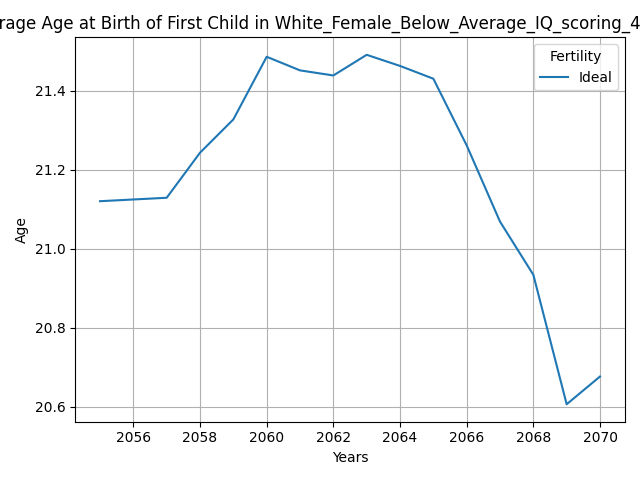 rage Age at Birth of First Child in White_Female_Below_Average_IQ_scoring_4
Fertility
Ideal
21.4
21.2
21.0
20.8
20.6
Age
2056 2058 2060 2062 2064 2066 2068 2070
Years